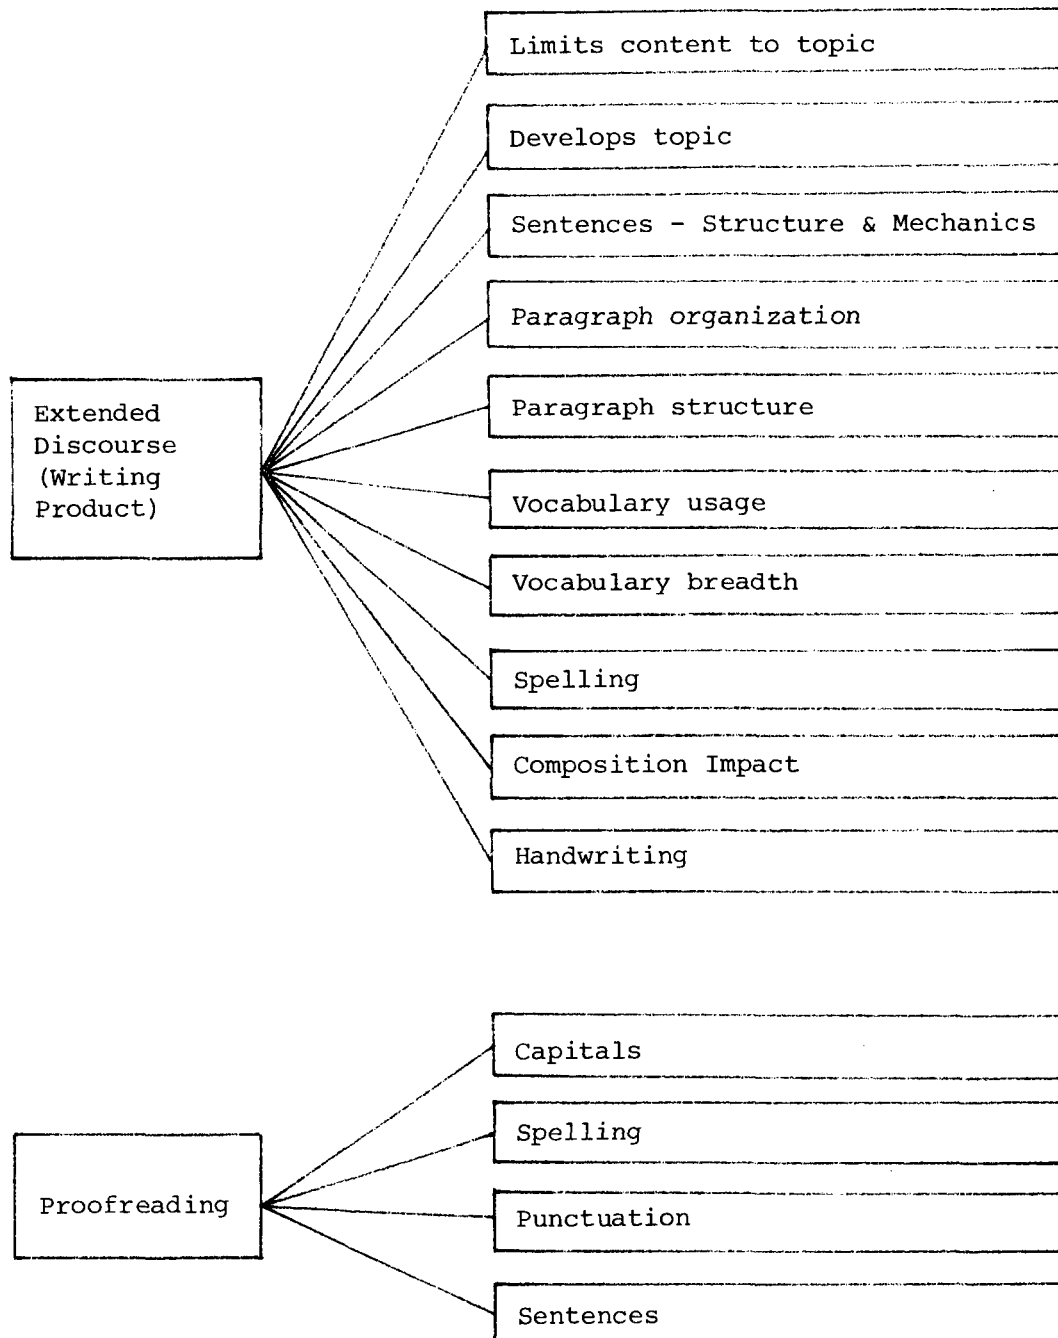 Limits content to topic
Develops topic
Sentences - Structure & Mechanics
Paragraph organization
Extended
Discourse
(Writing
Product)
Paragraph structure
Vocabulary usage
Vocabulary breadth
Spelling
Composition Impact
Handwriting
Capitals
Spelling
Proofreading
Punctuation
Sentences